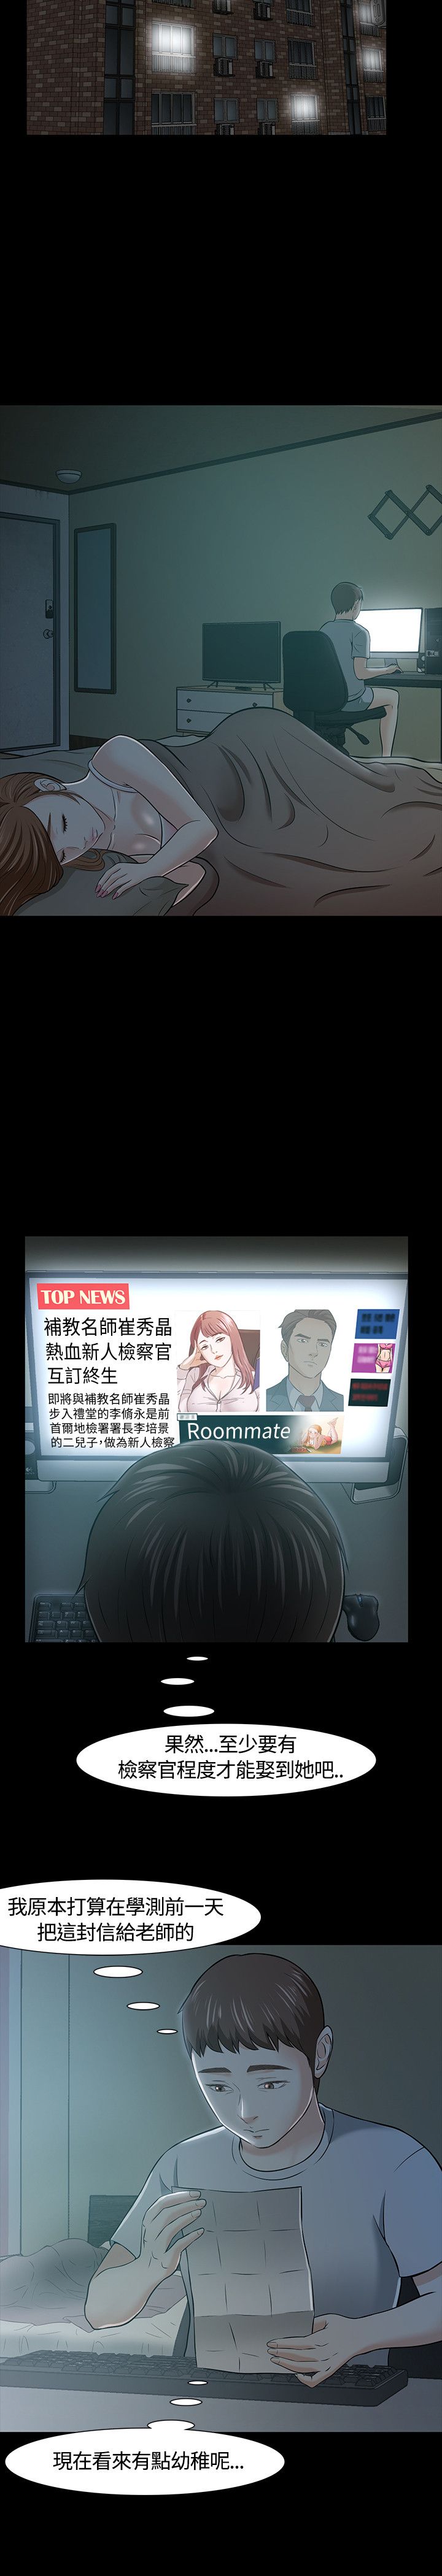 TOP NEWS
補教名師崔秀晶
熱血新人檢察官
互訂終生
即將與補教名師崔秀晶
步入禮堂的李脩永是前
首爾地檢署署長李培景
的二兒子，做為新人檢察
Roommate
果然...至少要有
檢察官程度才能娶到她吧..
我原本打算在學測前一天
把這封信給老師的
現在看來有點幼稚呢...